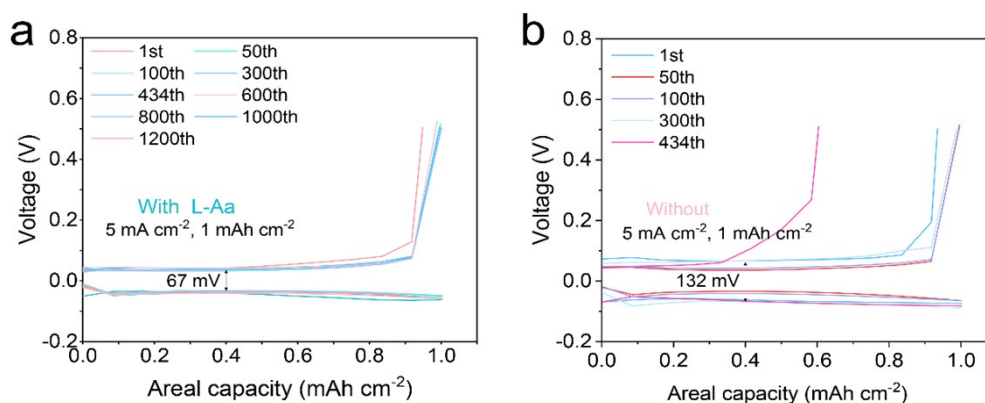 a
0.8
0.6
0.4
0.2
0.0
-0.2
Voltage (V)
1st 50th
100th 300th
434th 600th
800th 1000th
1200th
With L-Aa
5 mA cm⁻², 1 mAh cm⁻²
67 mV
0.0 0.2 0.4 0.6 0.8 1.0
Areal capacity (mAh cm⁻²)
b
0.8
0.6
0.4
0.2
0.0
-0.2
Voltage (V)
1st
50th
100th
300th
434th
Without
5 mA cm⁻², 1 mAh cm⁻²
132 mV
0.0 0.2 0.4 0.6 0.8 1.0
Areal capacity (mAh cm⁻²)